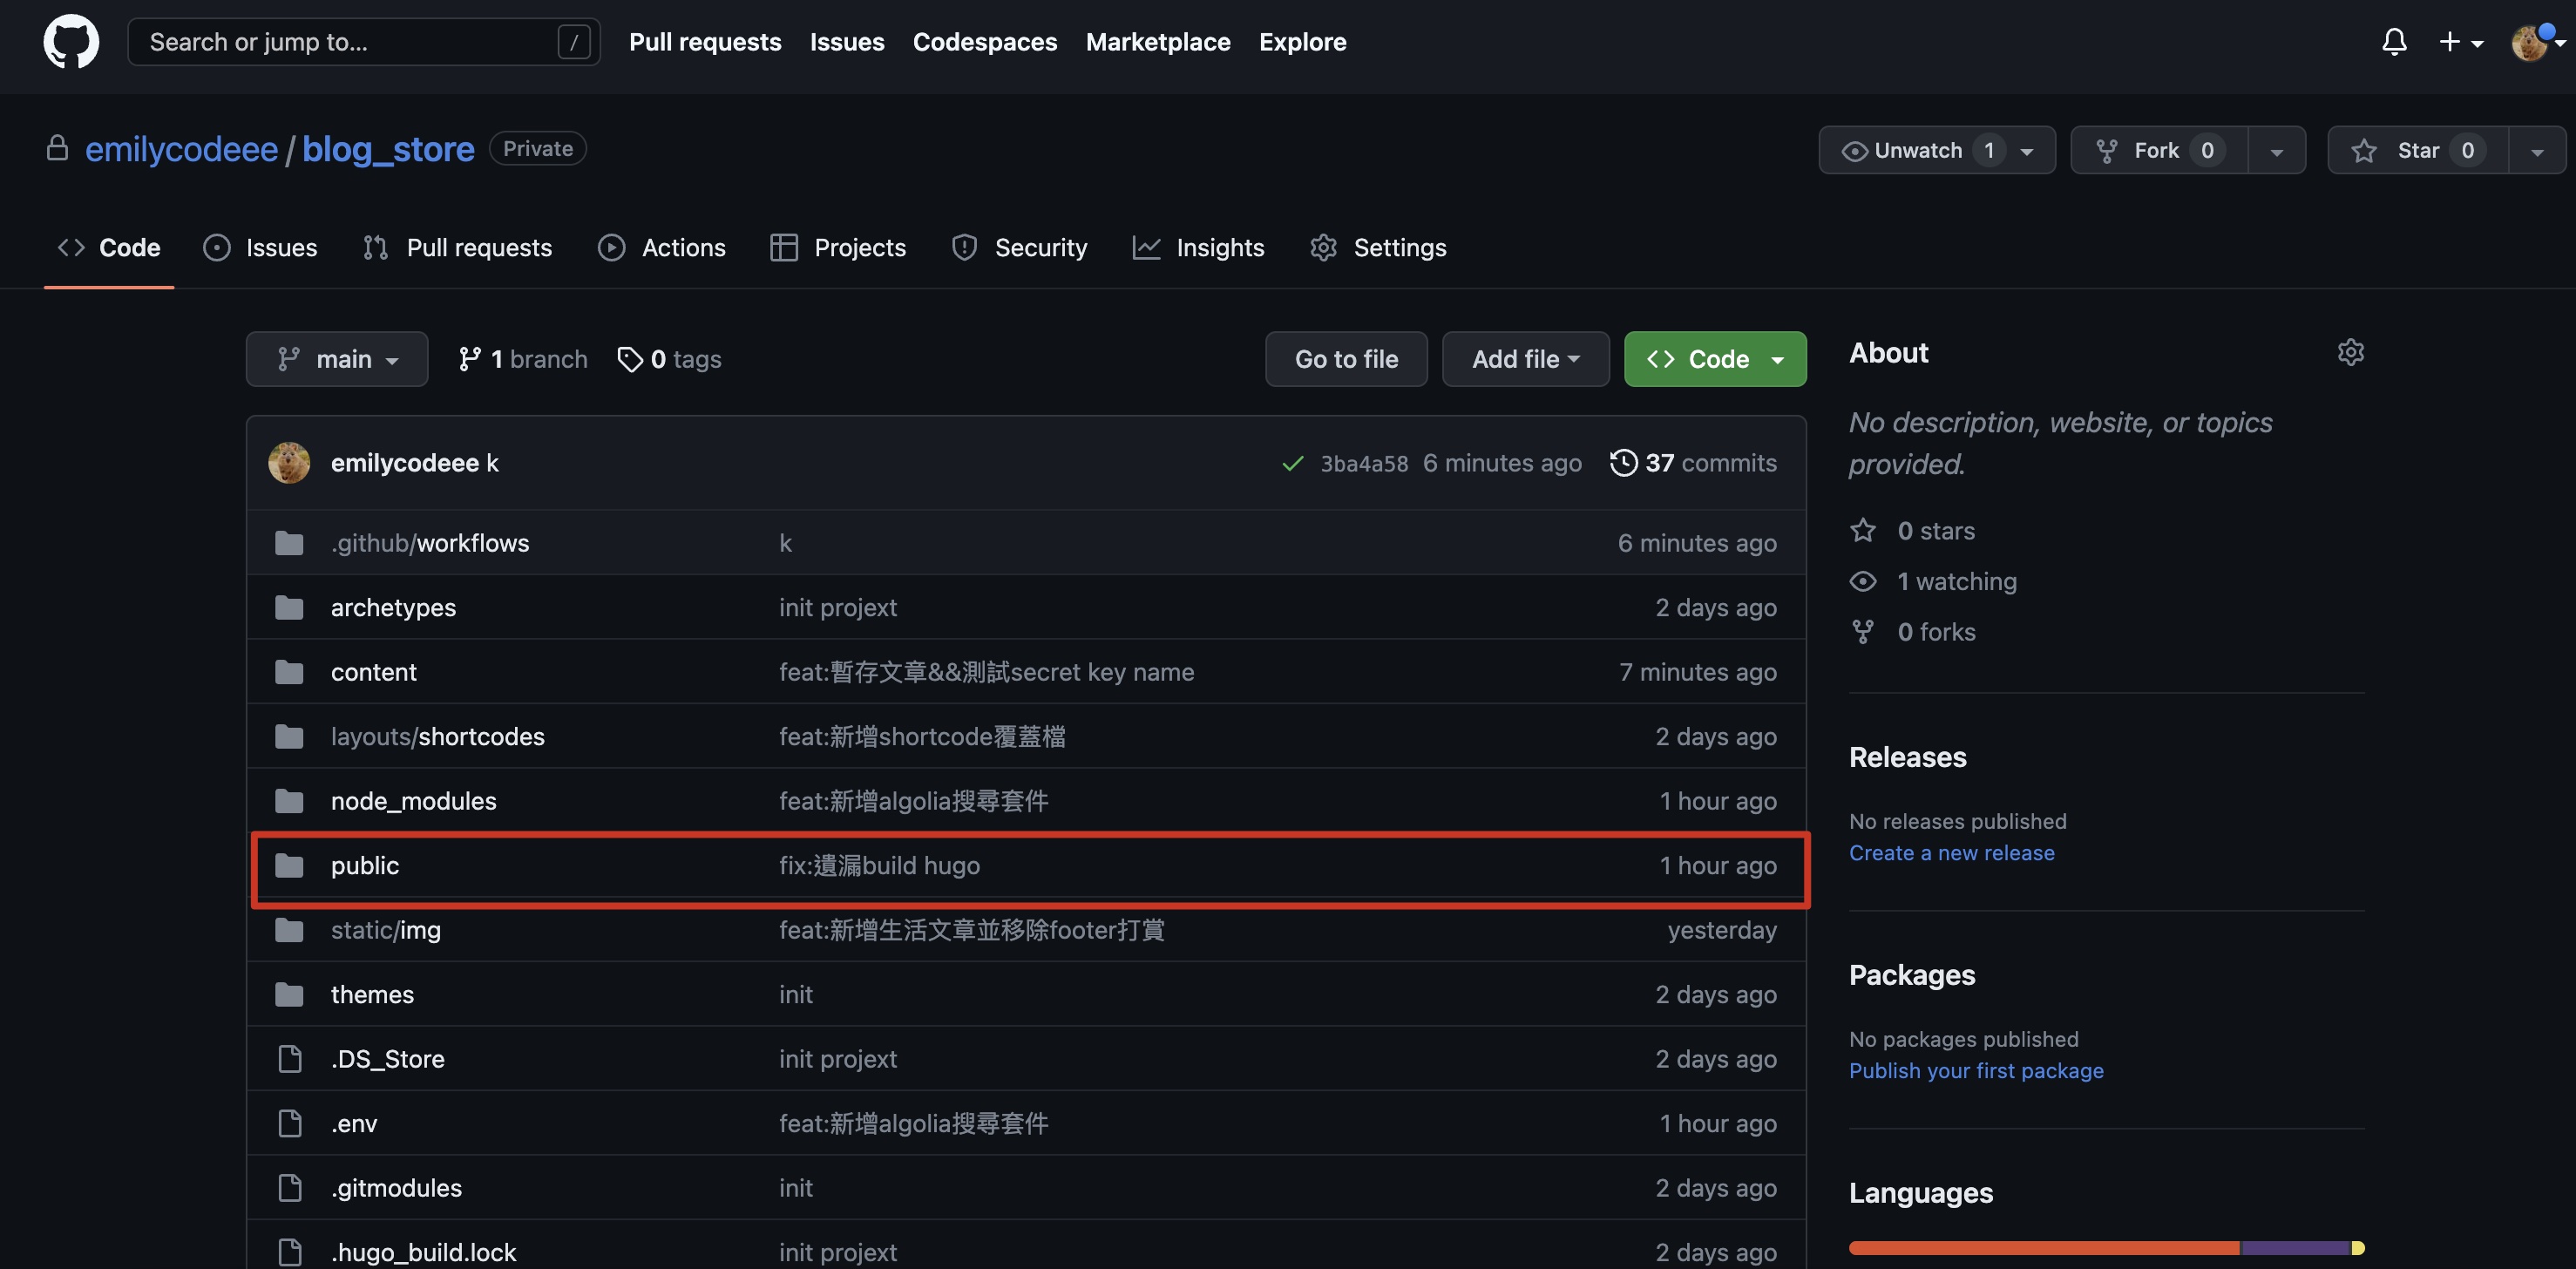 Search or jump to... /
Pull requests Issues Codespaces Marketplace Explore
emilycodeee / blog_store Private
Unwatch 1 Fork 0 Star 0
Code Issues Pull requests Actions Projects Security Insights Settings
main 1 branch 0 tags Go to file Add file Code
emilycodeee k 3ba4a58 6 minutes ago 37 commits
.github/workflows k 6 minutes ago
archetypes init projext 2 days ago
content feat:暫存文章&&測試secret key name 7 minutes ago
layouts/shortcodes feat:新增shortcode覆蓋檔 2 days ago
node_modules feat:新增algolia搜尋套件 1 hour ago
public fix:遺漏build hugo 1 hour ago
static/img feat:新增生活文章並移除footer打賞 yesterday
themes init 2 days ago
.DS_Store init projext 2 days ago
.env feat:新增algolia搜尋套件 1 hour ago
.gitmodules init 2 days ago
.hugo_build.lock init projext 2 days ago
About
No description, website, or topics
provided.
0 stars
1 watching
0 forks
Releases
No releases published
Create a new release
Packages
No packages published
Publish your first package
Languages